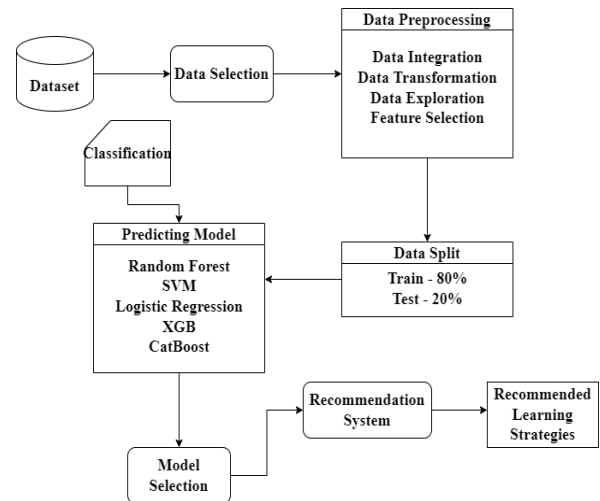 Dataset
Data Selection
Data Preprocessing
Data Integration
Data Transformation
Data Exploration
Feature Selection
Classification
Predicting Model
Random Forest
SVM
Logistic Regression
XGB
CatBoost
Data Split
Train - 80%
Test - 20%
Model
Selection
Recommendation
System
Recommended
Learning
Strategies